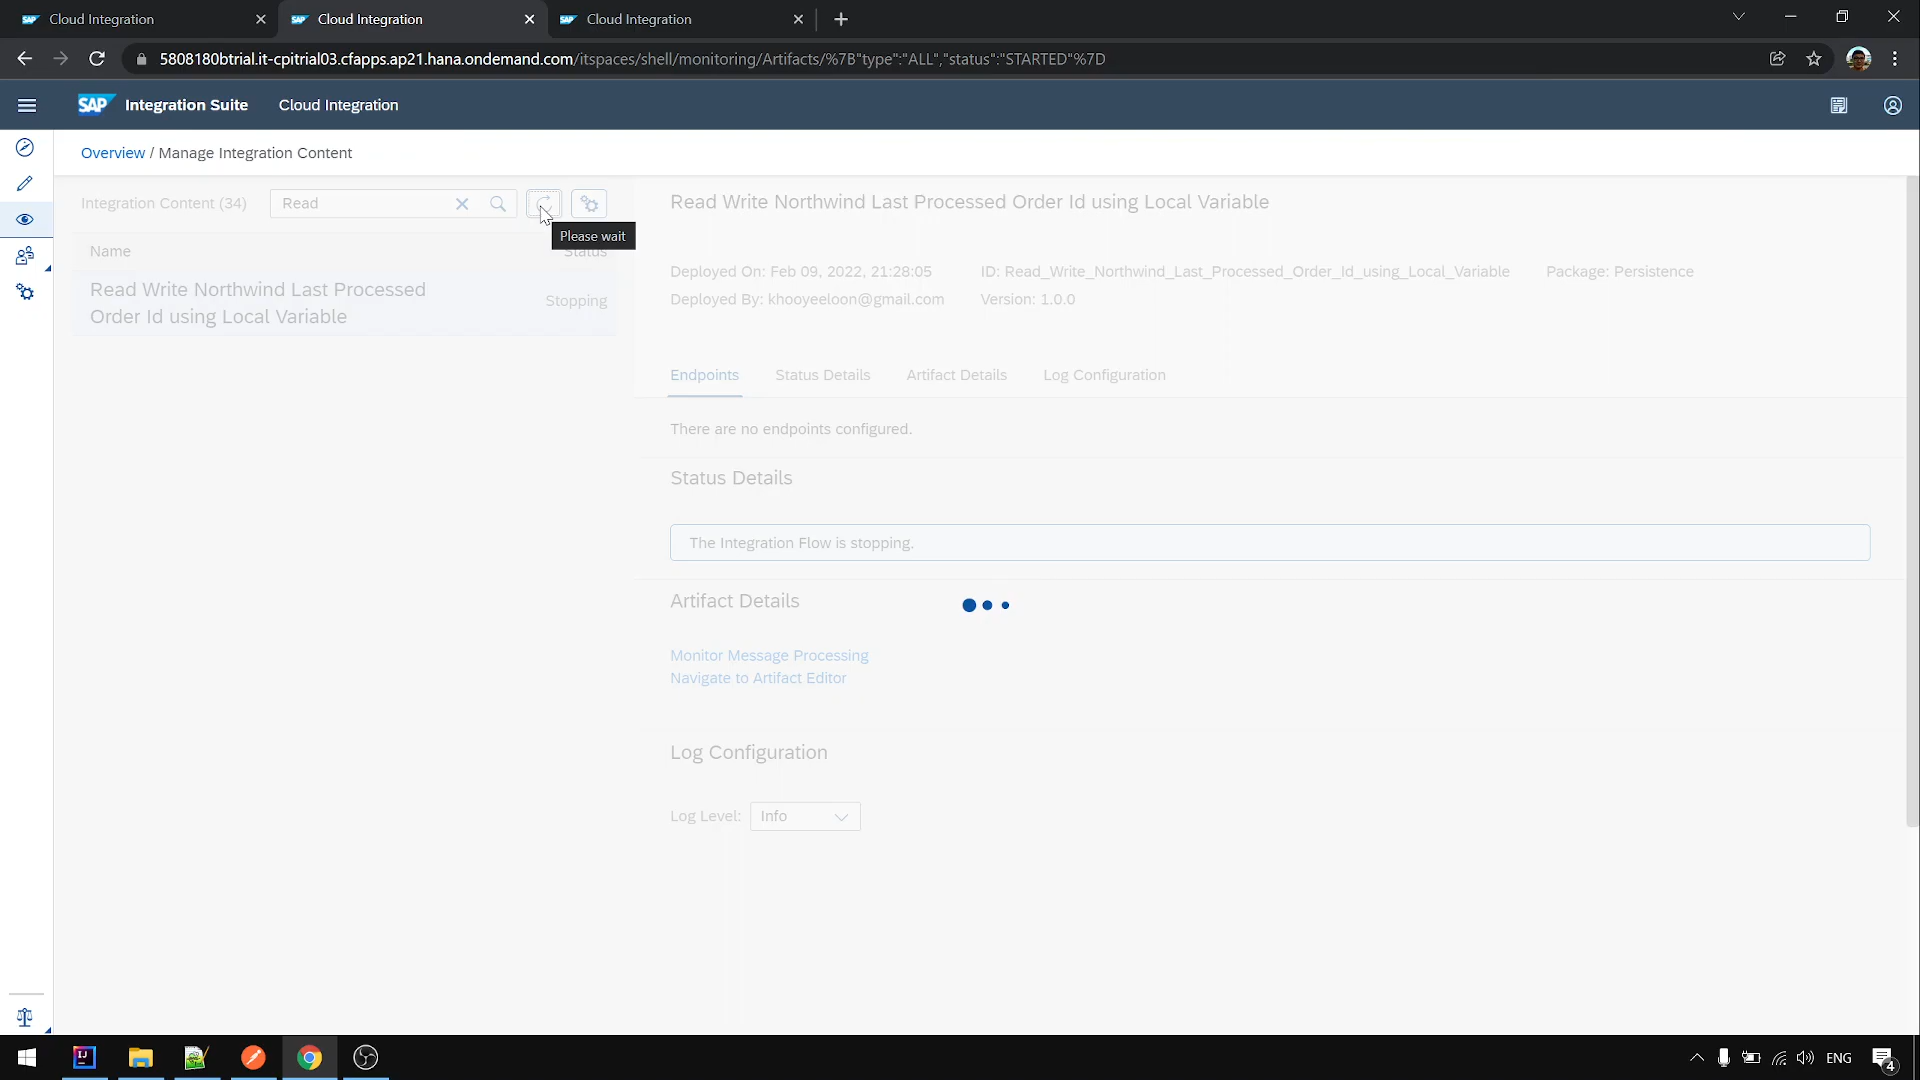 Cloud Integration
Cloud Integration
Cloud Integration
5808180btrial.it-cpitrial03.cfapps.ap21.hana.ondemand.com/itspaces/shell/monitoring/Artifacts/%7B"type":"ALL","status":"STARTED"%7D
SAP Integration Suite Cloud Integration
Overview / Manage Integration Content
Integration Content (34)
Read
Please wait
Name
Status
Read Write Northwind Last Processed
Order Id using Local Variable
Stopping
Read Write Northwind Last Processed Order Id using Local Variable
Deployed On: Feb 09, 2022, 21:28:05
ID: Read_Write_Northwind_Last_Processed_Order_Id_using_Local_Variable
Package: Persistence
Deployed By: khooyeeloon@gmail.com
Version: 1.0.0
Endpoints
Status Details
Artifact Details
Log Configuration
There are no endpoints configured.
Status Details
The Integration Flow is stopping.
Artifact Details
Monitor Message Processing
Navigate to Artifact Editor
Log Configuration
Log Level: Info
ENG
4